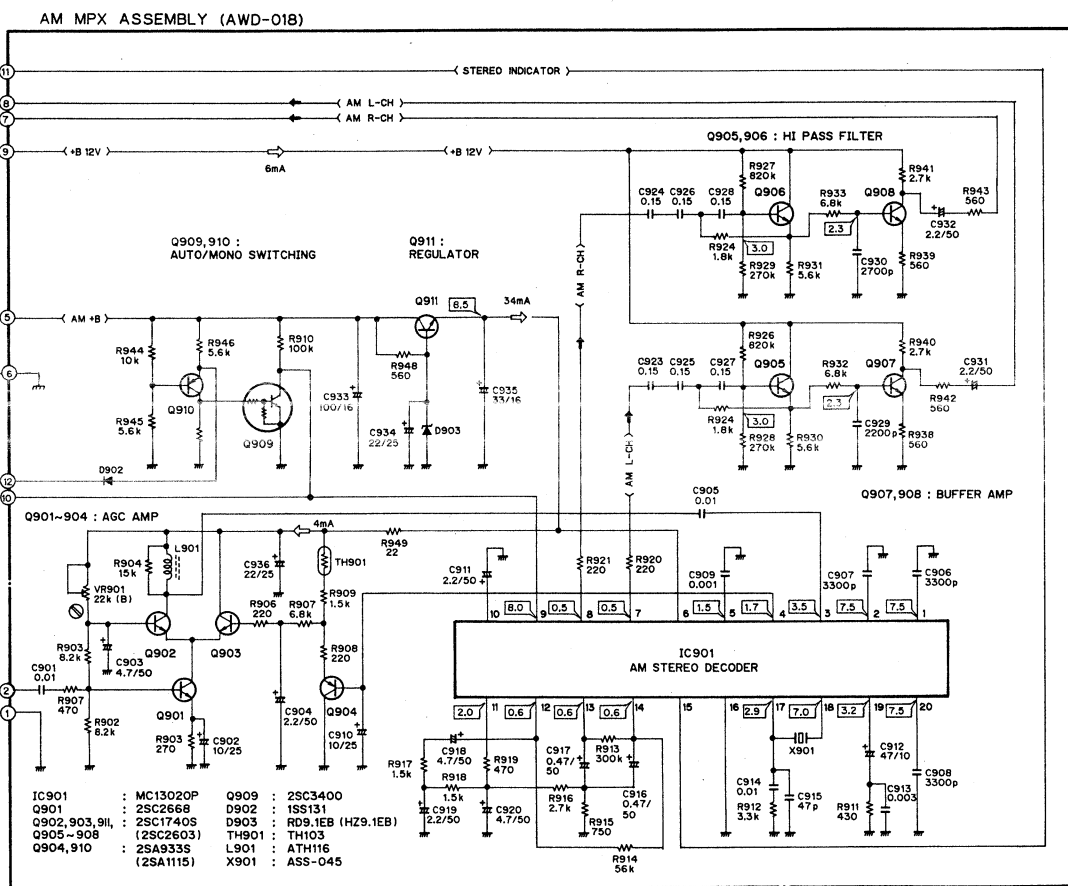 AM MPX ASSEMBLY (AWD-018)
11
STEREO INDICATOR
8
AM L-CH
7
AM R-CH
9
+B 12V
6mA
+B 12V
Q905,906 : HI PASS FILTER
R927
820k
Q906
C924
0.15
C926
0.15
C928
0.15
R933
6.8k
Q908
R941
2.7k
R943
560
C932
2.2/50
2.3
R924
1.8k
3.0
R929
270k
R931
5.6k
C930
2700p
R939
560
AM R-CH
Q909,910 :
AUTO/MONO SWITCHING
Q911 :
REGULATOR
5
AM +B
Q911
8.5
34mA
R944
10k
R946
5.6k
R910
100k
R948
560
6
Q910
C933
100/16
C935
33/16
R945
5.6k
Q909
C934
22/25
D903
12
D902
10
R926
820k
Q905
C923
0.15
C925
0.15
C927
0.15
R932
6.8k
Q907
R940
2.7k
C931
2.2/50
R942
560
2.3
R924
1.8k
3.0
R928
270k
R930
5.6k
C929
2200p
R938
560
AM L-CH
Q907,908 : BUFFER AMP
Q901~904 : AGC AMP
4mA
R949
22
C905
0.01
R904
15k
L901
C936
22/25
TH901
VR901
22k (B)
R909
1.5k
R906
220
R907
6.8k
C911
2.2/50
R921
220
R920
220
C909
0.001
C907
3300p
C906
3300p
10
8.0
9
0.5
8
0.5
7
6
1.5
5
1.7
4
3.5
3
7.5
2
7.5
1
IC901
AM STEREO DECODER
R903
8.2k
C903
4.7/50
Q902
Q903
R908
220
C901
0.01
2
R907
470
Q901
C904
2.2/50
Q904
1
R902
8.2k
R903
270
C902
10/25
C910
10/25
2.0
11
0.6
12
0.6
13
0.6
14
15
16
2.9
17
7.0
18
3.2
19
7.5
20
X901
R917
1.5k
C918
4.7/50
R919
470
C917
0.47/
50
R913
300k
C912
47/10
R918
1.5k
R916
2.7k
C916
0.47/
50
C914
0.01
C915
47p
C913
0.003
C908
3300p
C919
2.2/50
C920
4.7/50
R915
750
R912
3.3k
R911
430
R914
56k
IC901 : MC13020P
Q901 : 2SC2668
Q902,903,911, : 2SC1740S
Q905~908 (2SC2603)
Q904,910 : 2SA933S
(2SA1115)
Q909 : 2SC3400
D902 : 1SS131
D903 : RD9.1EB (HZ9.1EB)
TH901 : TH103
L901 : ATH116
X901 : ASS-045